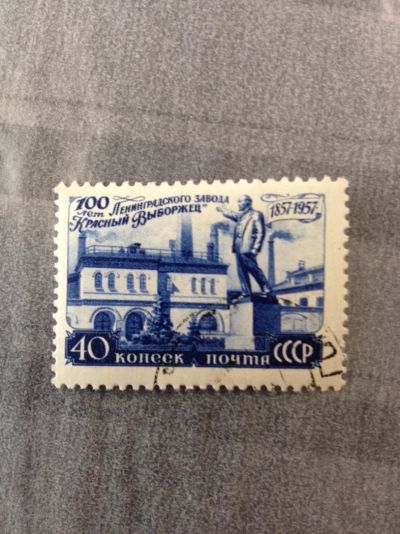 100 лет Ленинградского завода
"Красный Выборжец"
1857-1957
40 копеек почта СССР